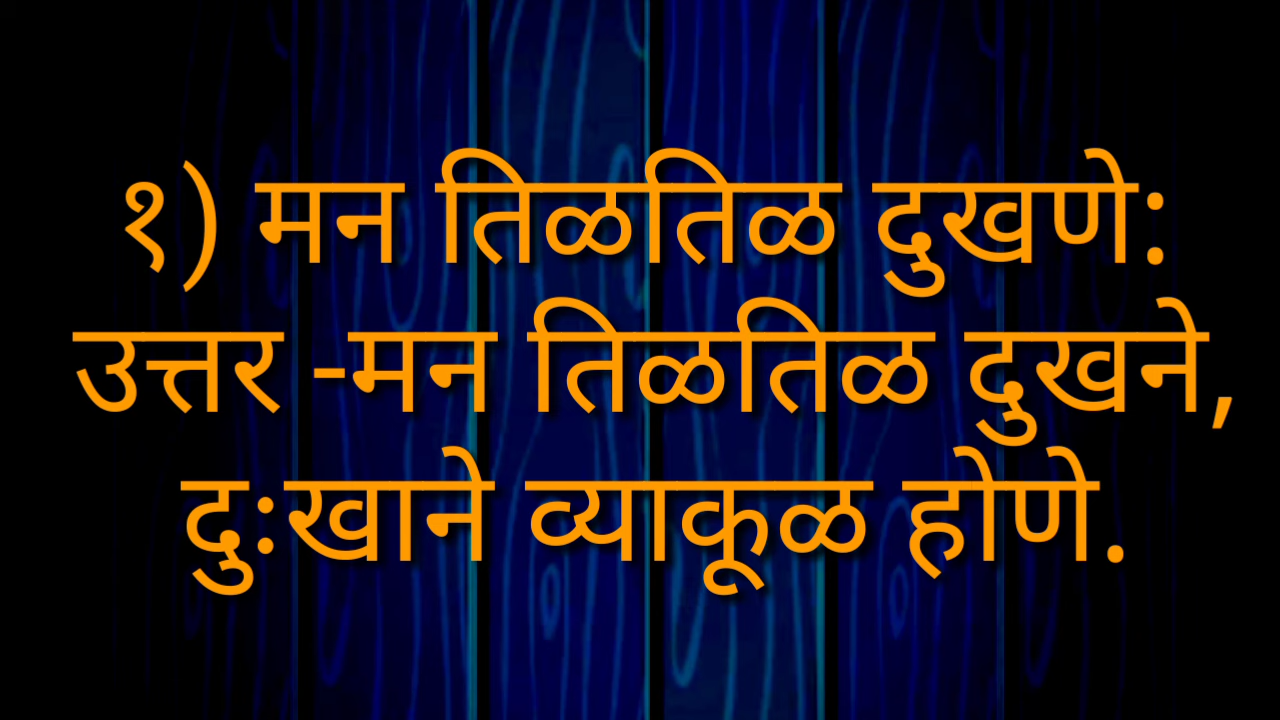 १) मन तिळतिळ दुखणे:
उत्तर -मन तिळतिळ दुखने,
दुःखाने व्याकूळ होणे.